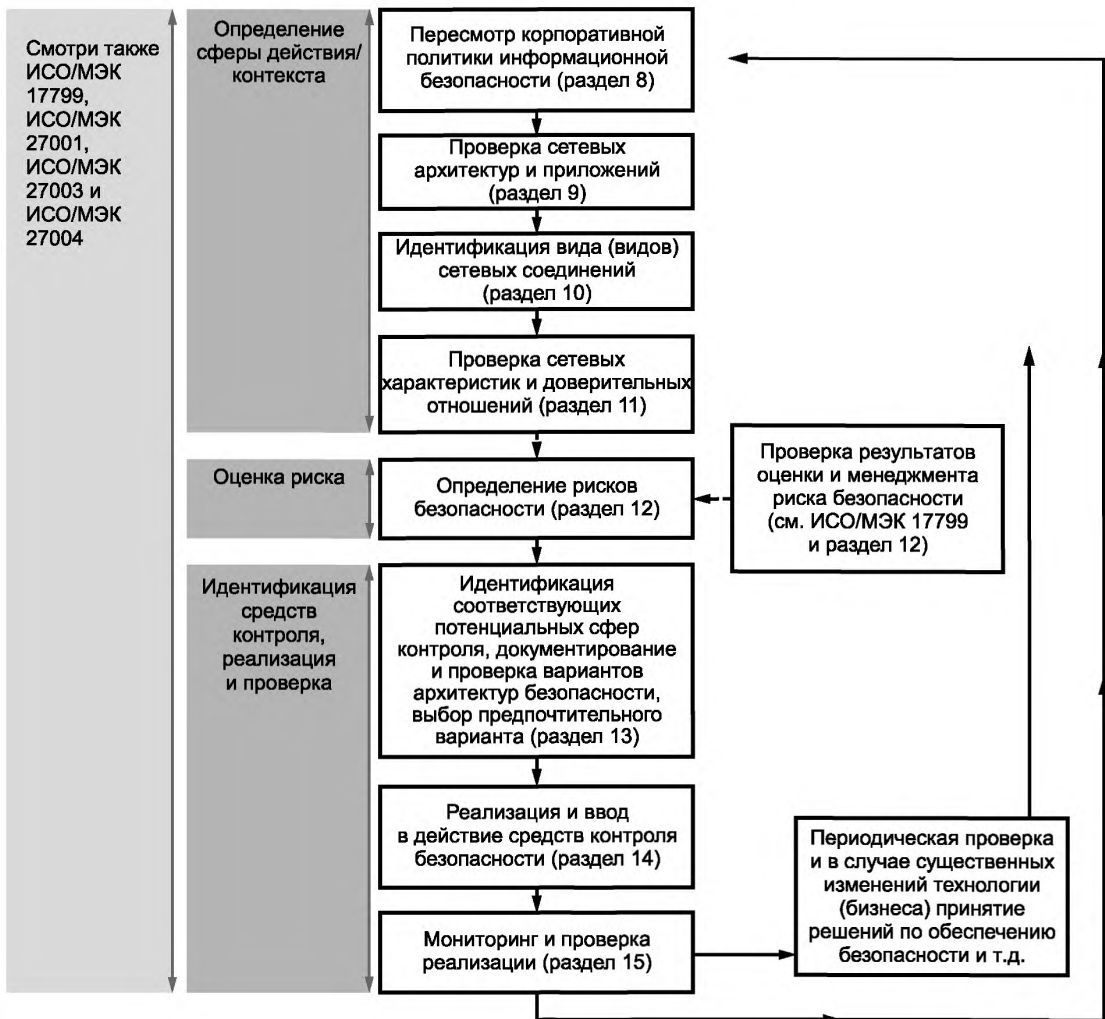 Смотри также
ИСО/МЭК
17799,
ИСО/МЭК
27001,
ИСО/МЭК
27003 и
ИСО/МЭК
27004
Определение
сферы действия/
контекста
Пересмотр корпоративной
политики информационной
безопасности (раздел 8)
Проверка сетевых
архитектур и приложений
(раздел 9)
Идентификация вида (видов)
сетевых соединений
(раздел 10)
Проверка сетевых
характеристик и доверительных
отношений (раздел 11)
Оценка риска
Определение рисков
безопасности (раздел 12)
Проверка результатов
оценки и менеджмента
риска безопасности
(см. ИСО/МЭК 17799
и раздел 12)
Идентификация
средств
контроля,
реализация
и проверка
Идентификация
соответствующих
потенциальных сфер
контроля, документирование
и проверка вариантов
архитектур безопасности,
выбор предпочтительного
варианта (раздел 13)
Реализация и ввод
в действие средств контроля
безопасности (раздел 14)
Мониторинг и проверка
реализации (раздел 15)
Периодическая проверка
и в случае существенных
изменений технологии
(бизнеса) принятие
решений по обеспечению
безопасности и т.д.